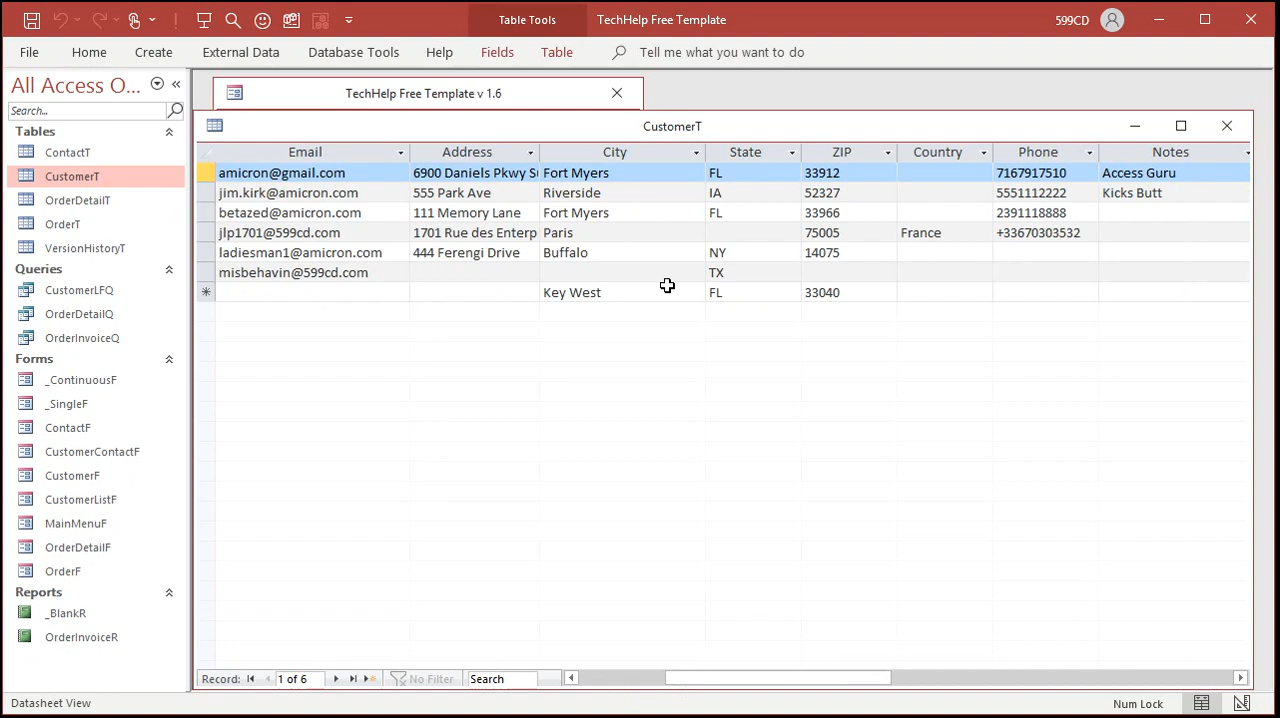 Table Tools
TechHelp Free Template
599CD
File Home Create External Data Database Tools Help Fields Table Tell me what you want to do
All Access O...
Search...
Tables
ContactT
CustomerT
OrderDetailT
OrderT
VersionHistoryT
Queries
CustomerLFQ
OrderDetailQ
OrderInvoiceQ
Forms
_ContinuousF
_SingleF
ContactF
CustomerContactF
CustomerF
CustomerListF
MainMenuF
OrderDetailF
OrderF
Reports
_BlankR
OrderInvoiceR
TechHelp Free Template v 1.6
CustomerT
Email Address City State ZIP Country Phone Notes
amicron@gmail.com 6900 Daniels Pkwy S Fort Myers FL 33912 7167917510 Access Guru
jim.kirk@amicron.com 555 Park Ave Riverside IA 52327 5551112222 Kicks Butt
betazed@amicron.com 111 Memory Lane Fort Myers FL 33966 2391118888
jlp1701@599cd.com 1701 Rue des Enterp Paris 75005 France +33670303532
ladiesman1@amicron.com 444 Ferengi Drive Buffalo NY 14075
misbehavin@599cd.com TX
Key West FL 33040
Record: 1 of 6 No Filter Search
Datasheet View Num Lock